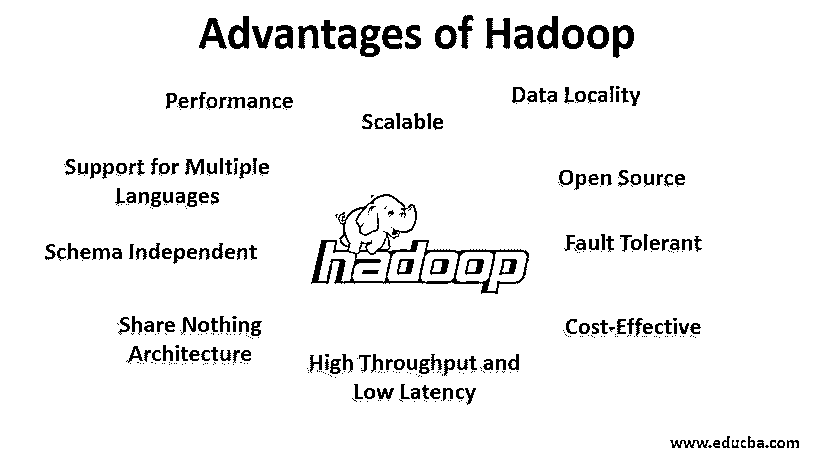 Advantages of Hadoop
Performance
Scalable
Data Locality
Support for Multiple
Languages
Open Source
Schema Independent
hadoop
Fault Tolerant
Share Nothing
Architecture
High Throughput and
Low Latency
Cost-Effective
www.educba.com